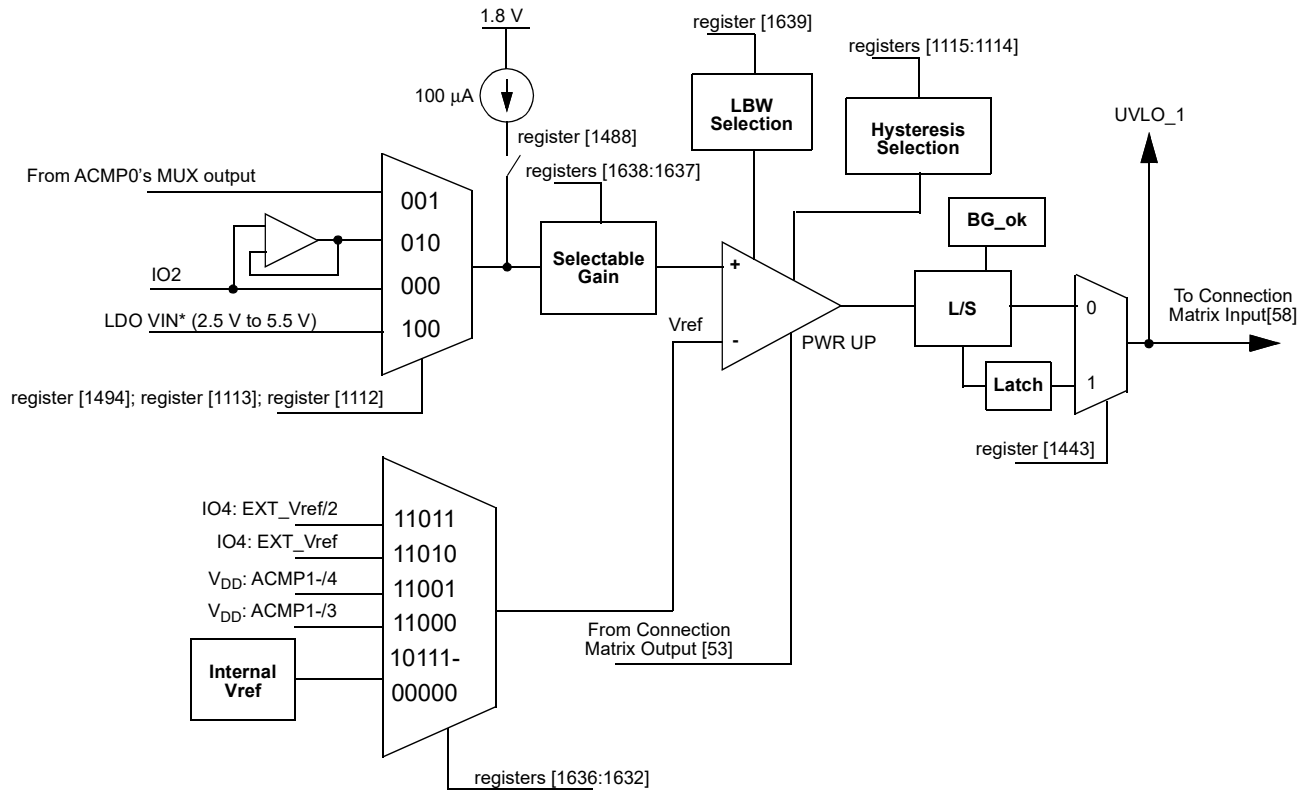 1.8 V
register [1639]
registers [1115:1114]
100 μA
LBW
Selection
Hysteresis
Selection
UVLO_1
register [1488]
registers [1638:1637]
From ACMP0's MUX output
001
010
IO2
000
LDO VIN* (2.5 V to 5.5 V)
100
Selectable
Gain
+
Vref
-
PWR UP
BG_ok
L/S
Latch
0
1
To Connection
Matrix Input[58]
register [1494]; register [1113]; register [1112]
register [1443]
IO4: EXT_Vref/2
11011
IO4: EXT_Vref
11010
VDD: ACMP1-/4
11001
VDD: ACMP1-/3
11000
Internal
Vref
10111-
00000
From Connection
Matrix Output [53]
registers [1636:1632]